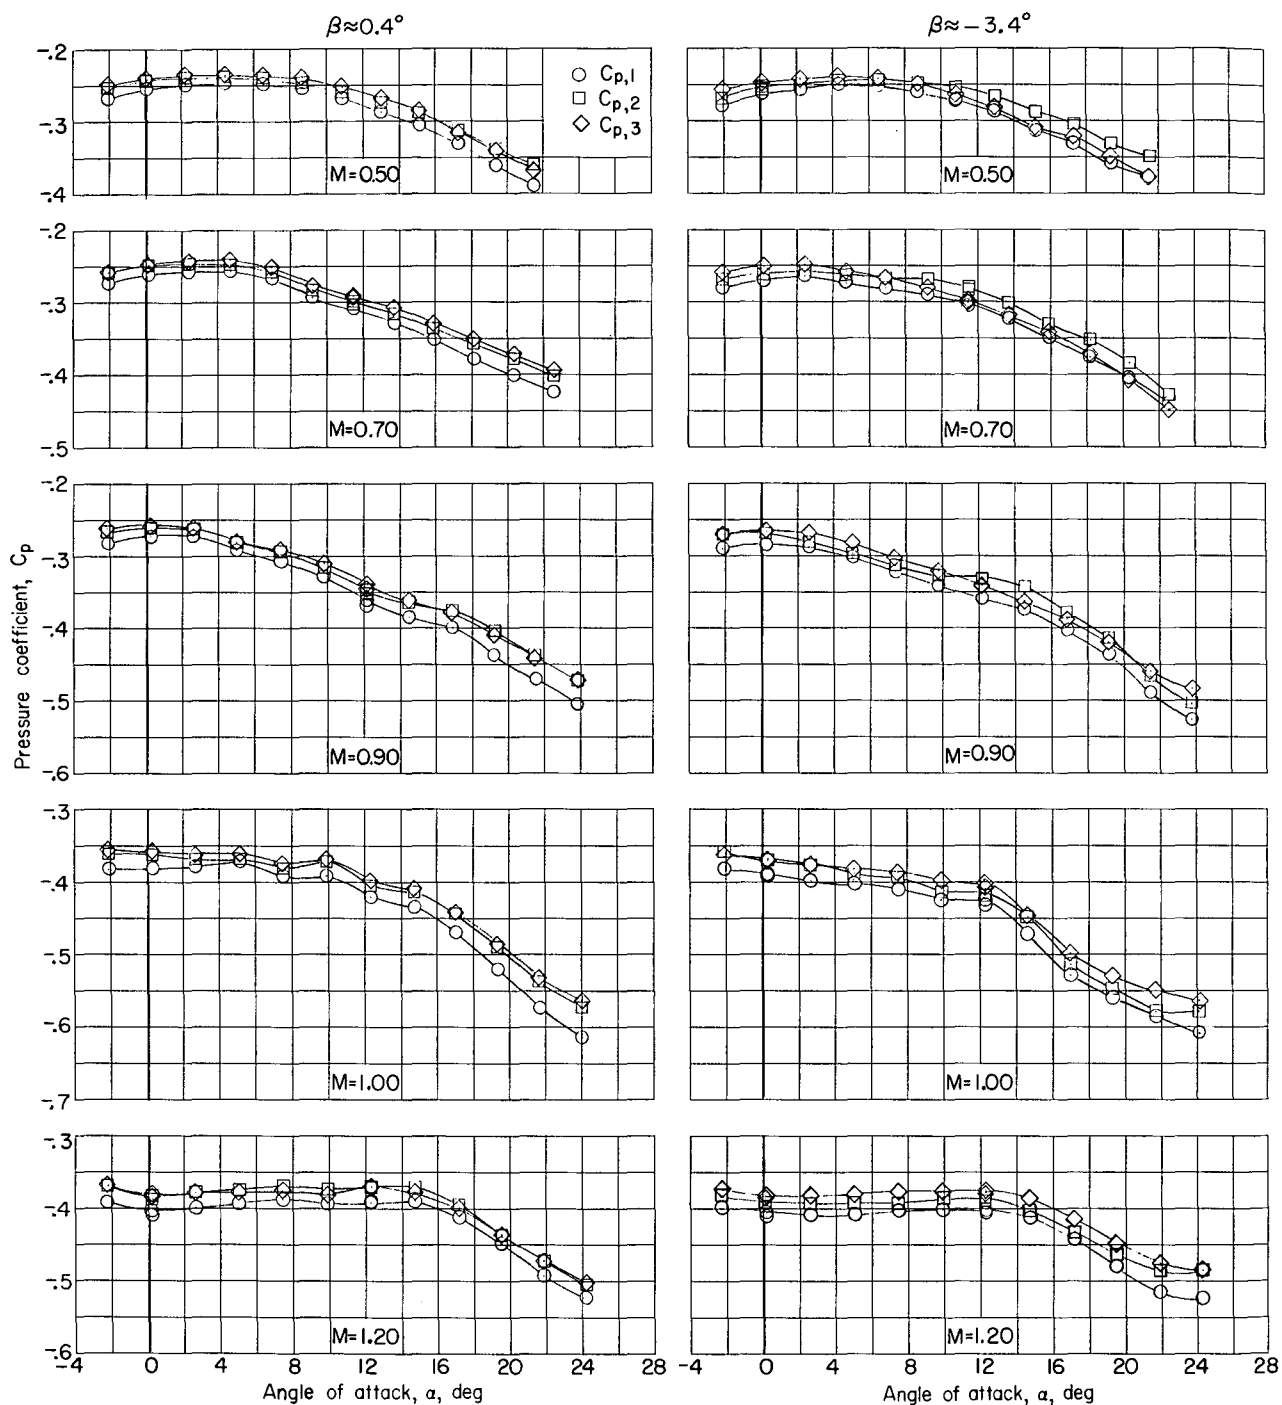 β≈0.4° β≈-3.4°
-.2
-.3
-.4
○ Cp,1
□ Cp,2
◇ Cp,3
M=0.50 M=0.50
-.2
-.3
-.4
-.5
M=0.70 M=0.70
Pressure coefficient, Cp
-.2
-.3
-.4
-.5
-.6
M=0.90 M=0.90
-.3
-.4
-.5
-.6
-.7
M=1.00 M=1.00
-.3
-.4
-.5
-.6
M=1.20 M=1.20
-4 0 4 8 12 16 20 24 28 -4 0 4 8 12 16 20 24 28
Angle of attack, α, deg Angle of attack, α, deg